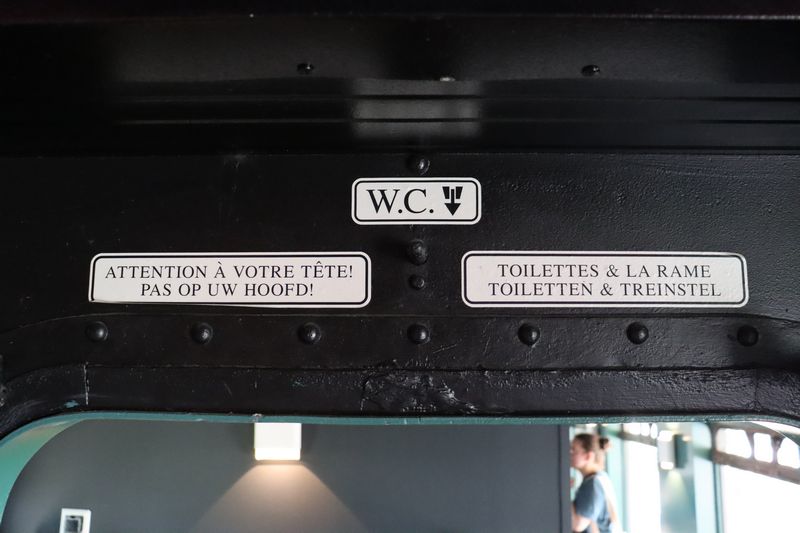 W.C.
ATTENTION À VOTRE TÊTE!
PAS OP UW HOOFD!
TOILETTES & LA RAME
TOILETTEN & TREINSTEL